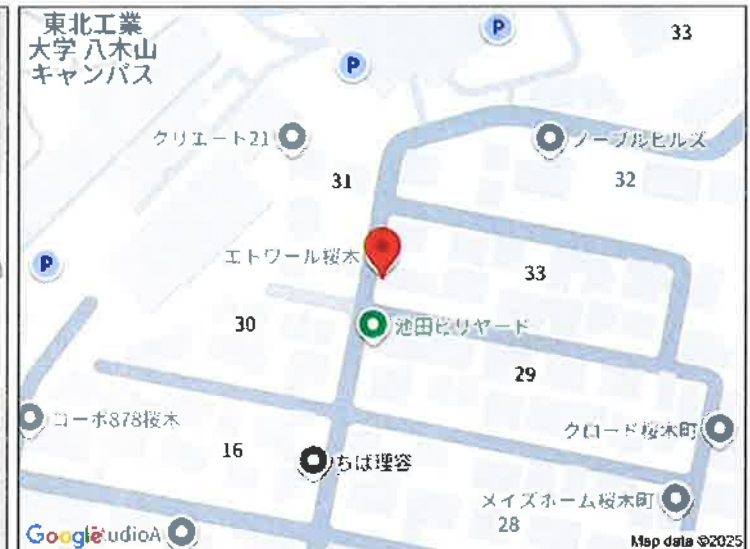 東北工業
大学 八木山
キャンパス
P
P
33
クリエート21
ノーブルヒルズ
31
32
エトワール桜木
P
33
30
池田ビリヤード
29
コーポ878桜木
クロード桜木町
16
ちば理容
メイズホーム桜木町
28
Google
tudioA
Map data ©2025